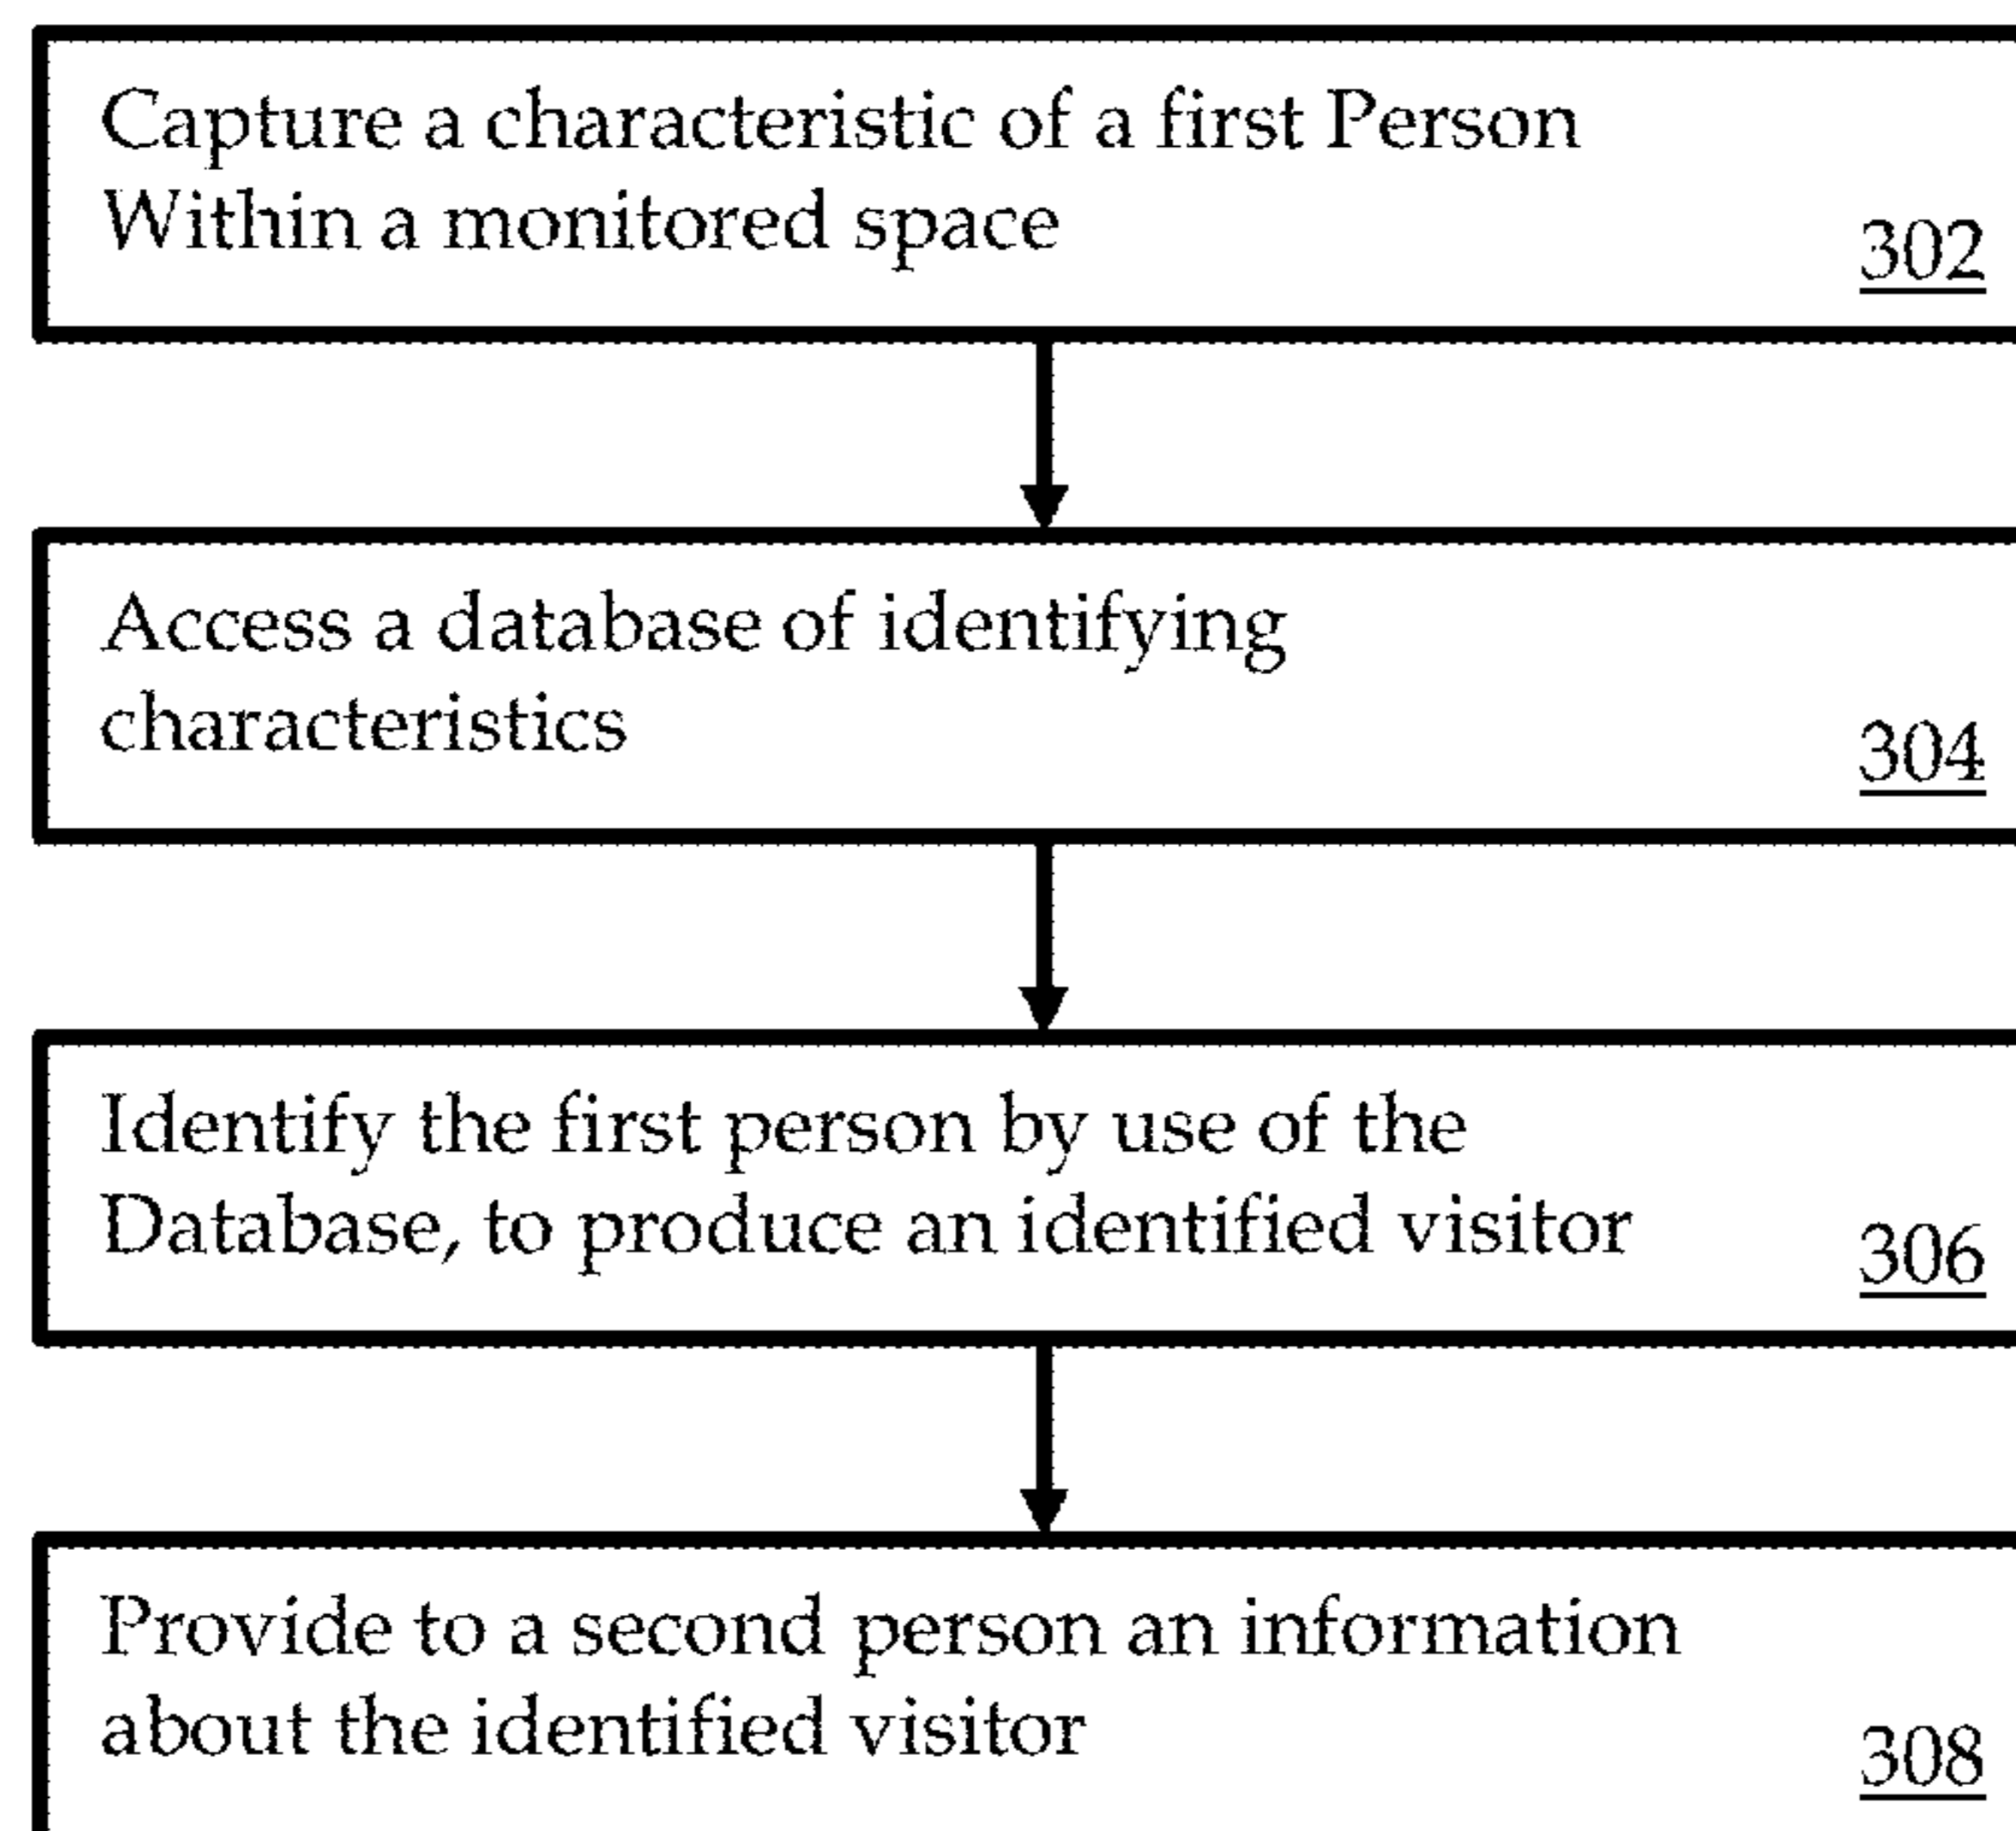 Capture a characteristic of a first Person
Within a monitored space
302
Access a database of identifying
characteristics
304
Identify the first person by use of the
Database, to produce an identified visitor
306
Provide to a second person an information
about the identified visitor
308